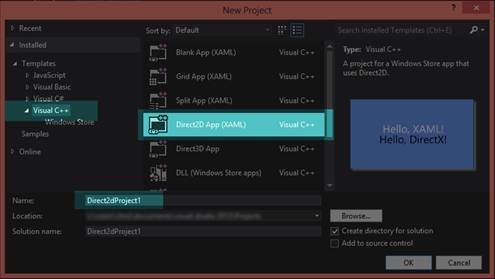 New Project
Recent
Installed
Templates
JavaScript
Visual Basic
Visual C#
Visual C++
Windows Store
Samples
Online
Sort by: Default
Search Installed Templates (Ctrl+E)
Blank App (XAML) Visual C++
Grid App (XAML) Visual C++
Split App (XAML) Visual C++
Direct2D App (XAML) Visual C++
Direct3D App Visual C++
DLL (Windows Store apps) Visual C++
Type: Visual C++
A project for a Windows Store app that
uses Direct2D.
Hello, XAML!
Hello, DirectX!
Name: Direct2dProject1
Location:
Browse...
Solution name: Direct2dProject1
Create directory for solution
Add to source control
OK Cancel